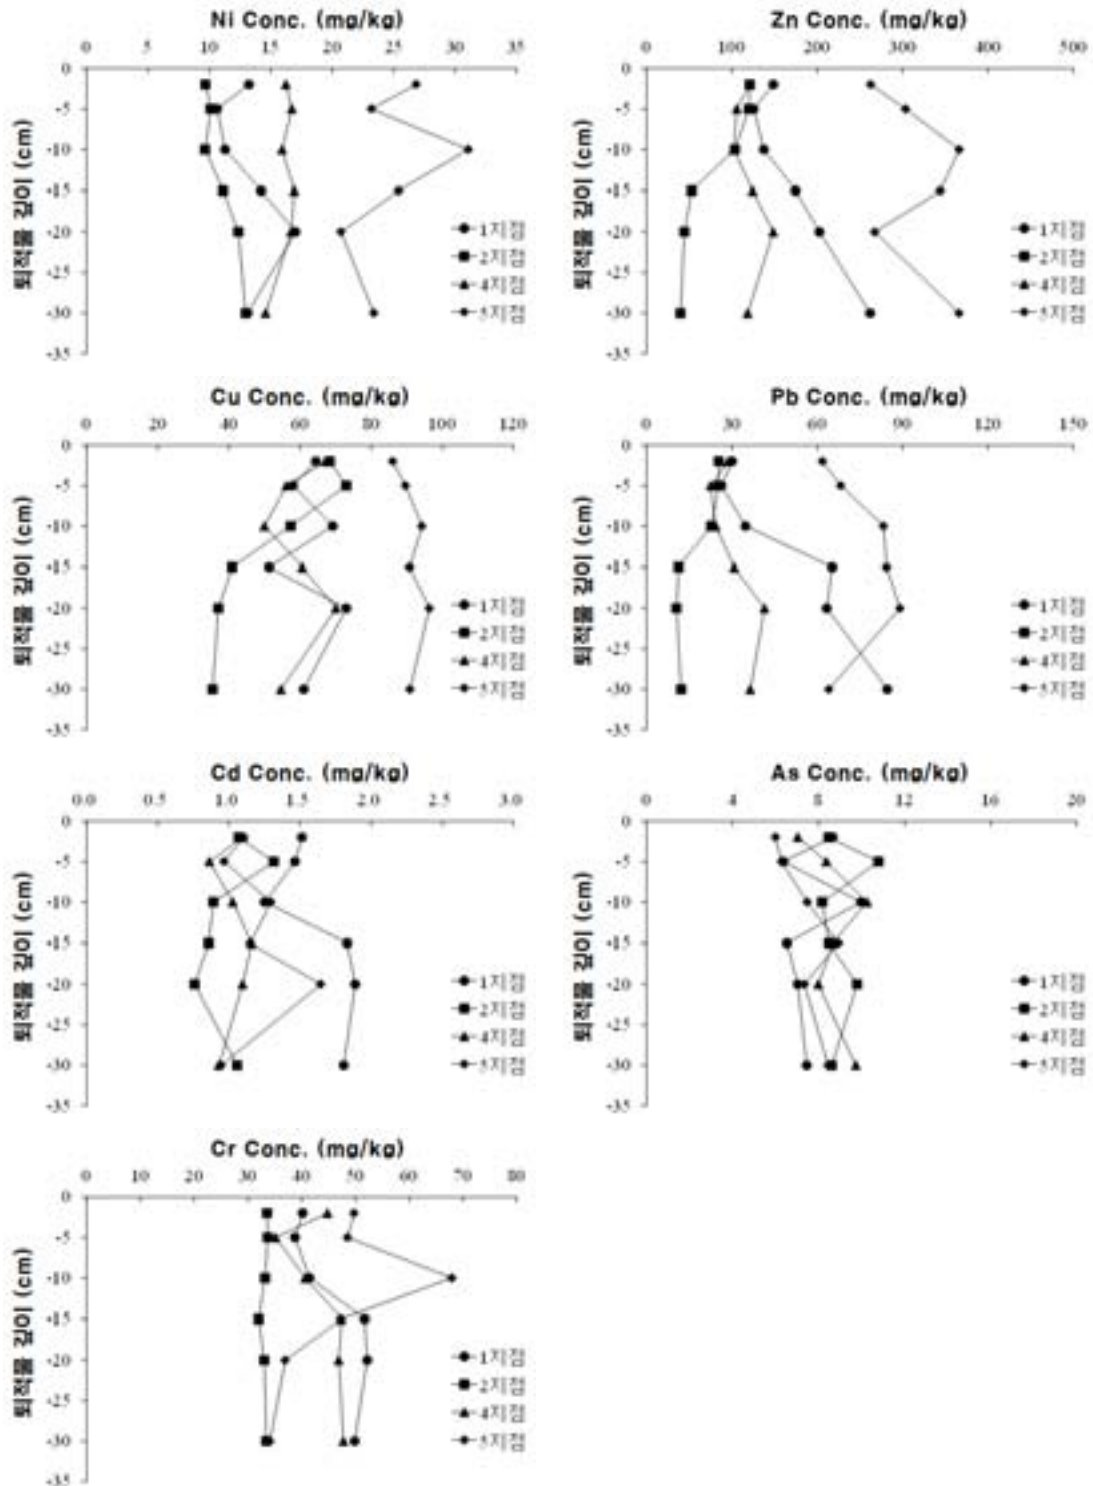 Ni Conc. (mg/kg)
0 5 10 15 20 25 30 35
0
-5
-10
-15
-20
-25
-30
-35
퇴적물 깊이 (cm)
1지점
2지점
4지점
5지점
Zn Conc. (mg/kg)
0 100 200 300 400 500
0
-5
-10
-15
-20
-25
-30
-35
퇴적물 깊이 (cm)
1지점
2지점
4지점
5지점
Cu Conc. (mg/kg)
0 20 40 60 80 100 120
0
-5
-10
-15
-20
-25
-30
-35
퇴적물 깊이 (cm)
1지점
2지점
4지점
5지점
Pb Conc. (mg/kg)
0 30 60 90 120 150
0
-5
-10
-15
-20
-25
-30
-35
퇴적물 깊이 (cm)
1지점
2지점
4지점
5지점
Cd Conc. (mg/kg)
0.0 0.5 1.0 1.5 2.0 2.5 3.0
0
-5
-10
-15
-20
-25
-30
-35
퇴적물 깊이 (cm)
1지점
2지점
4지점
5지점
As Conc. (mg/kg)
0 4 8 12 16 20
0
-5
-10
-15
-20
-25
-30
-35
퇴적물 깊이 (cm)
1지점
2지점
4지점
5지점
Cr Conc. (mg/kg)
0 10 20 30 40 50 60 70 80
0
-5
-10
-15
-20
-25
-30
-35
퇴적물 깊이 (cm)
1지점
2지점
4지점
5지점